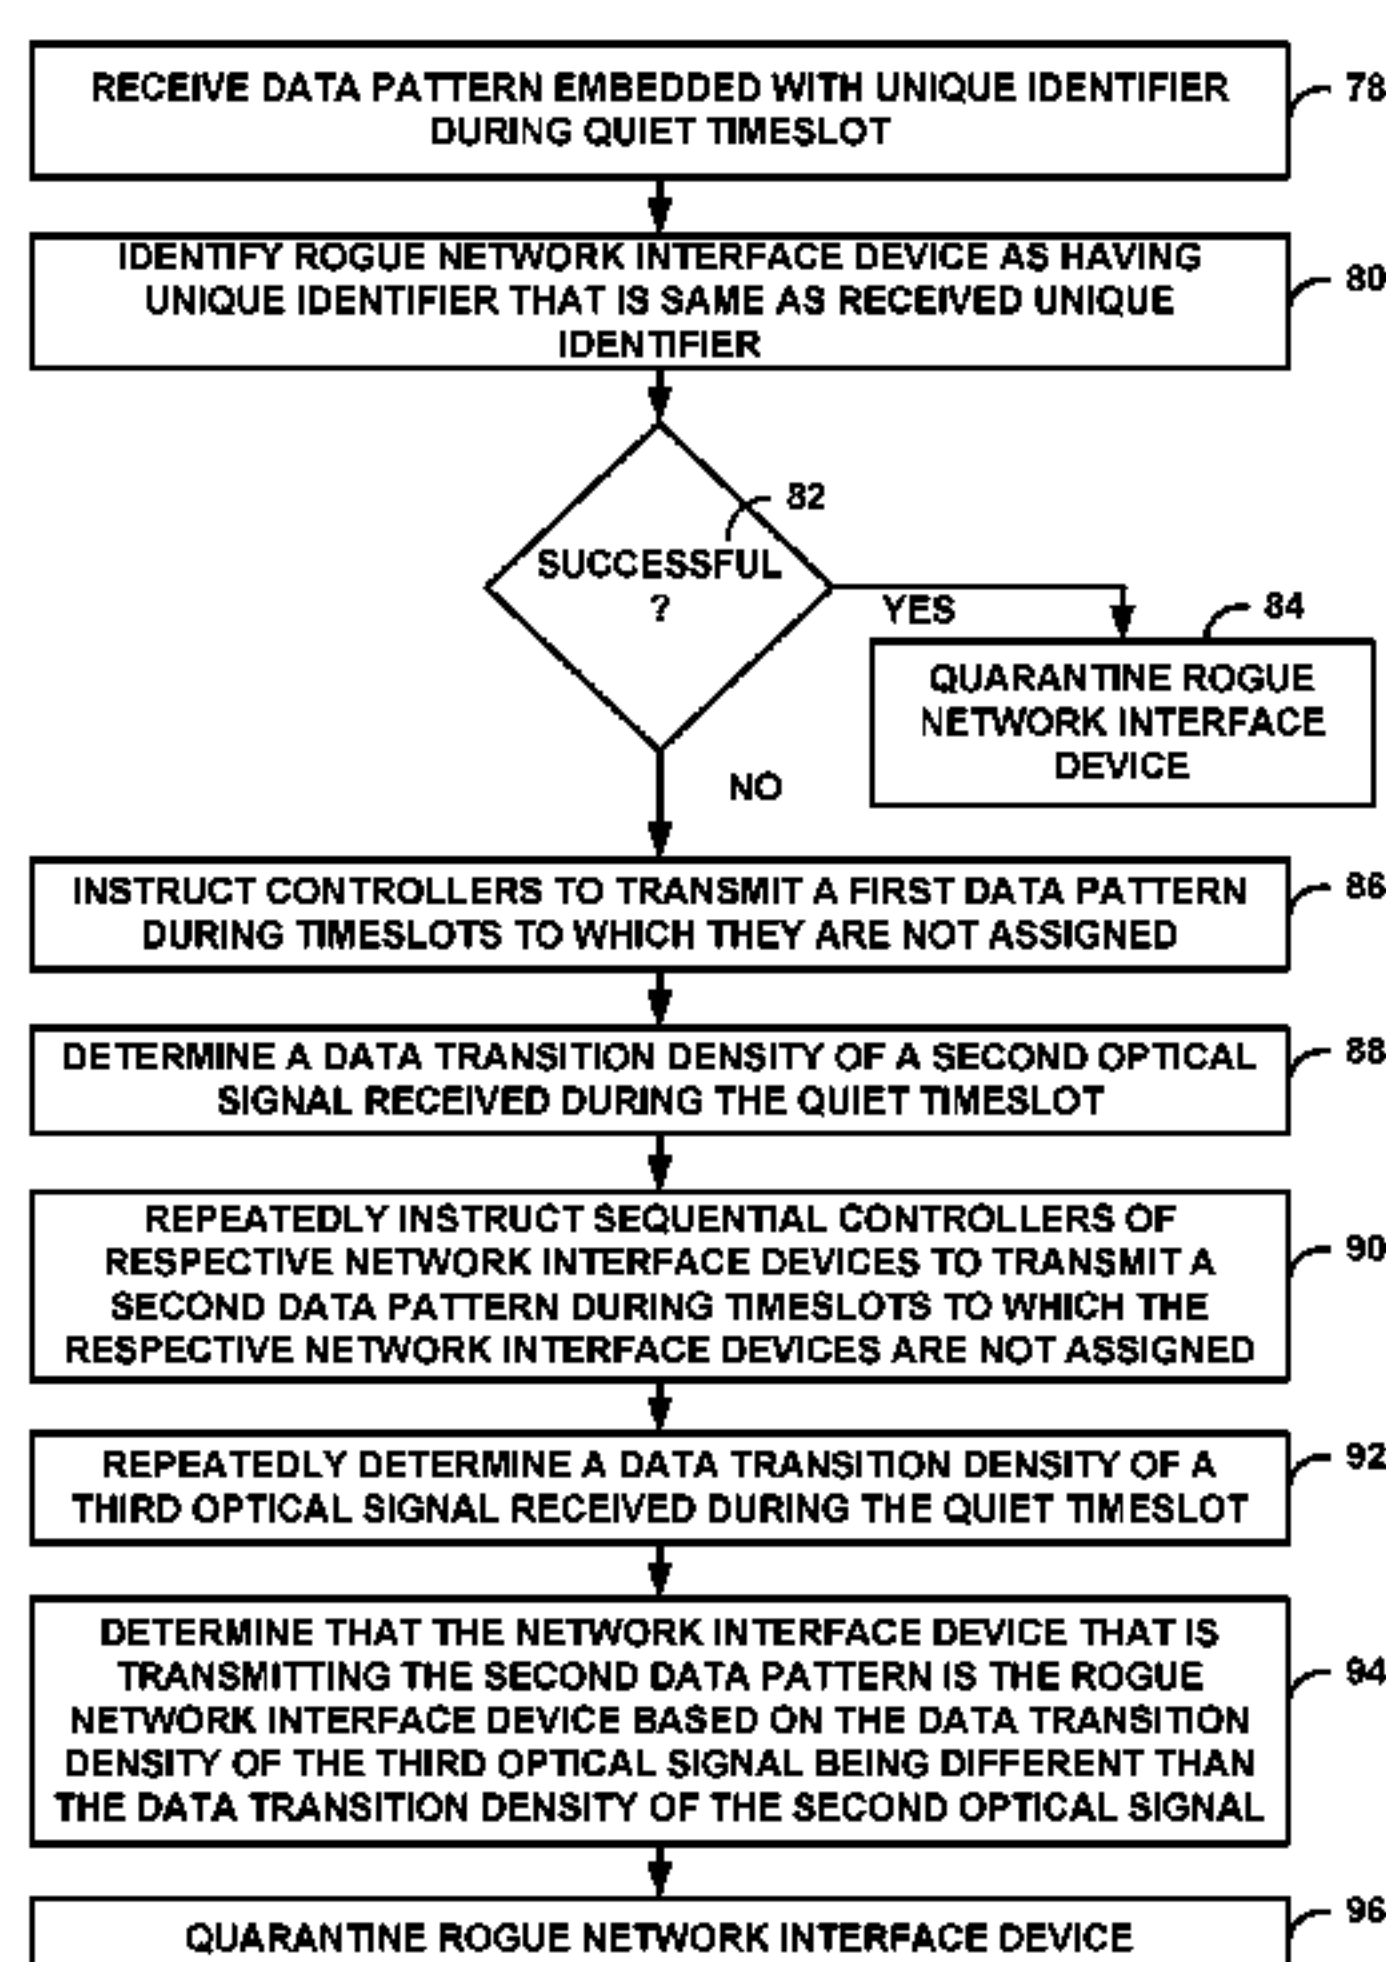 RECEIVE DATA PATTERN EMBEDDED WITH UNIQUE IDENTIFIER
DURING QUIET TIMESLOT
78
IDENTIFY ROGUE NETWORK INTERFACE DEVICE AS HAVING
UNIQUE IDENTIFIER THAT IS SAME AS RECEIVED UNIQUE
IDENTIFIER
80
82
SUCCESSFUL
?
YES
84
QUARANTINE ROGUE
NETWORK INTERFACE
DEVICE
NO
INSTRUCT CONTROLLERS TO TRANSMIT A FIRST DATA PATTERN
DURING TIMESLOTS TO WHICH THEY ARE NOT ASSIGNED
86
DETERMINE A DATA TRANSITION DENSITY OF A SECOND OPTICAL
SIGNAL RECEIVED DURING THE QUIET TIMESLOT
88
REPEATEDLY INSTRUCT SEQUENTIAL CONTROLLERS OF
RESPECTIVE NETWORK INTERFACE DEVICES TO TRANSMIT A
SECOND DATA PATTERN DURING TIMESLOTS TO WHICH THE
RESPECTIVE NETWORK INTERFACE DEVICES ARE NOT ASSIGNED
90
REPEATEDLY DETERMINE A DATA TRANSITION DENSITY OF A
THIRD OPTICAL SIGNAL RECEIVED DURING THE QUIET TIMESLOT
92
DETERMINE THAT THE NETWORK INTERFACE DEVICE THAT IS
TRANSMITTING THE SECOND DATA PATTERN IS THE ROGUE
NETWORK INTERFACE DEVICE BASED ON THE DATA TRANSITION
DENSITY OF THE THIRD OPTICAL SIGNAL BEING DIFFERENT THAN
THE DATA TRANSITION DENSITY OF THE SECOND OPTICAL SIGNAL
94
QUARANTINE ROGUE NETWORK INTERFACE DEVICE
96